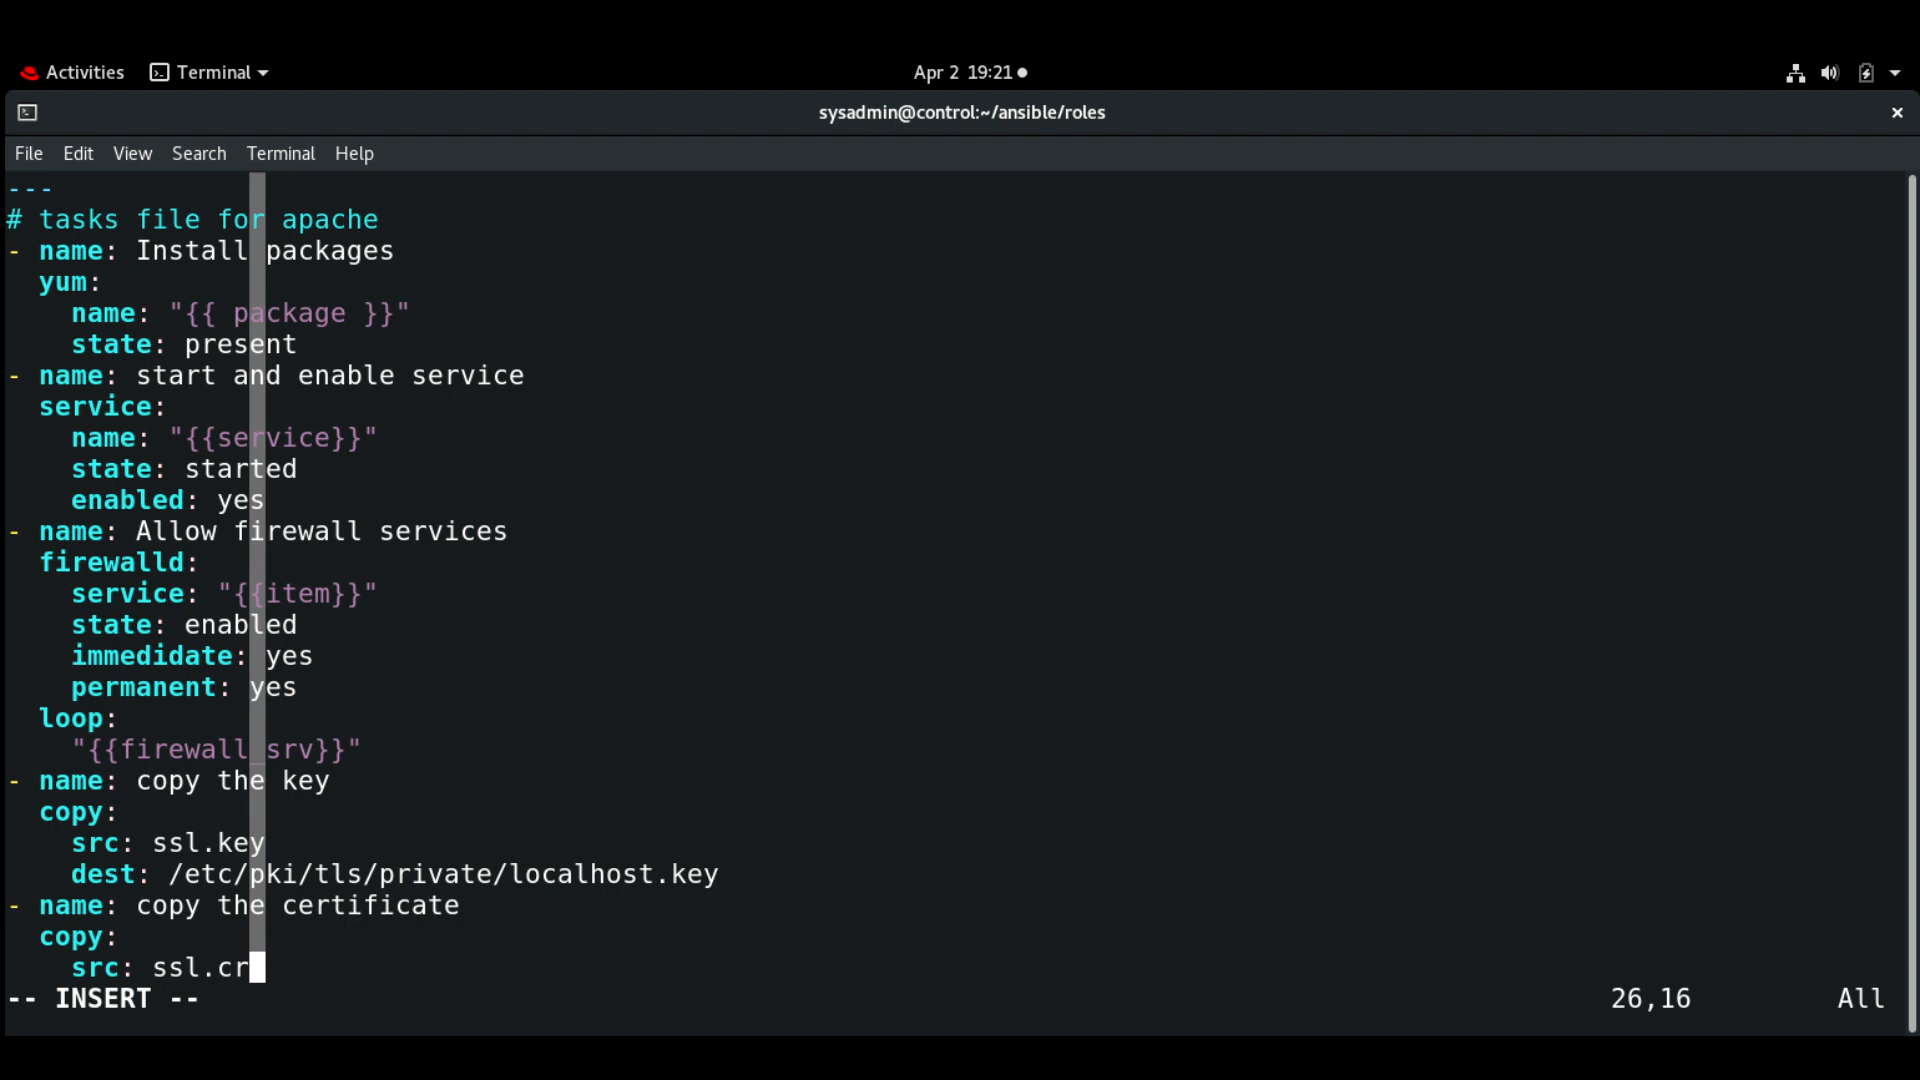 Activities Terminal Apr 2 19:21
sysadmin@control:~/ansible/roles
File Edit View Search Terminal Help
---
# tasks file for apache
- name: Install packages
  yum:
    name: "{{ package }}"
    state: present
- name: start and enable service
  service:
    name: "{{service}}"
    state: started
    enabled: yes
- name: Allow firewall services
  firewalld:
    service: "{{item}}"
    state: enabled
    immedidate: yes
    permanent: yes
  loop:
    "{{firewall_srv}}"
- name: copy the key
  copy:
    src: ssl.key
    dest: /etc/pki/tls/private/localhost.key
- name: copy the certificate
  copy:
    src: ssl.cr
-- INSERT -- 26,16 All